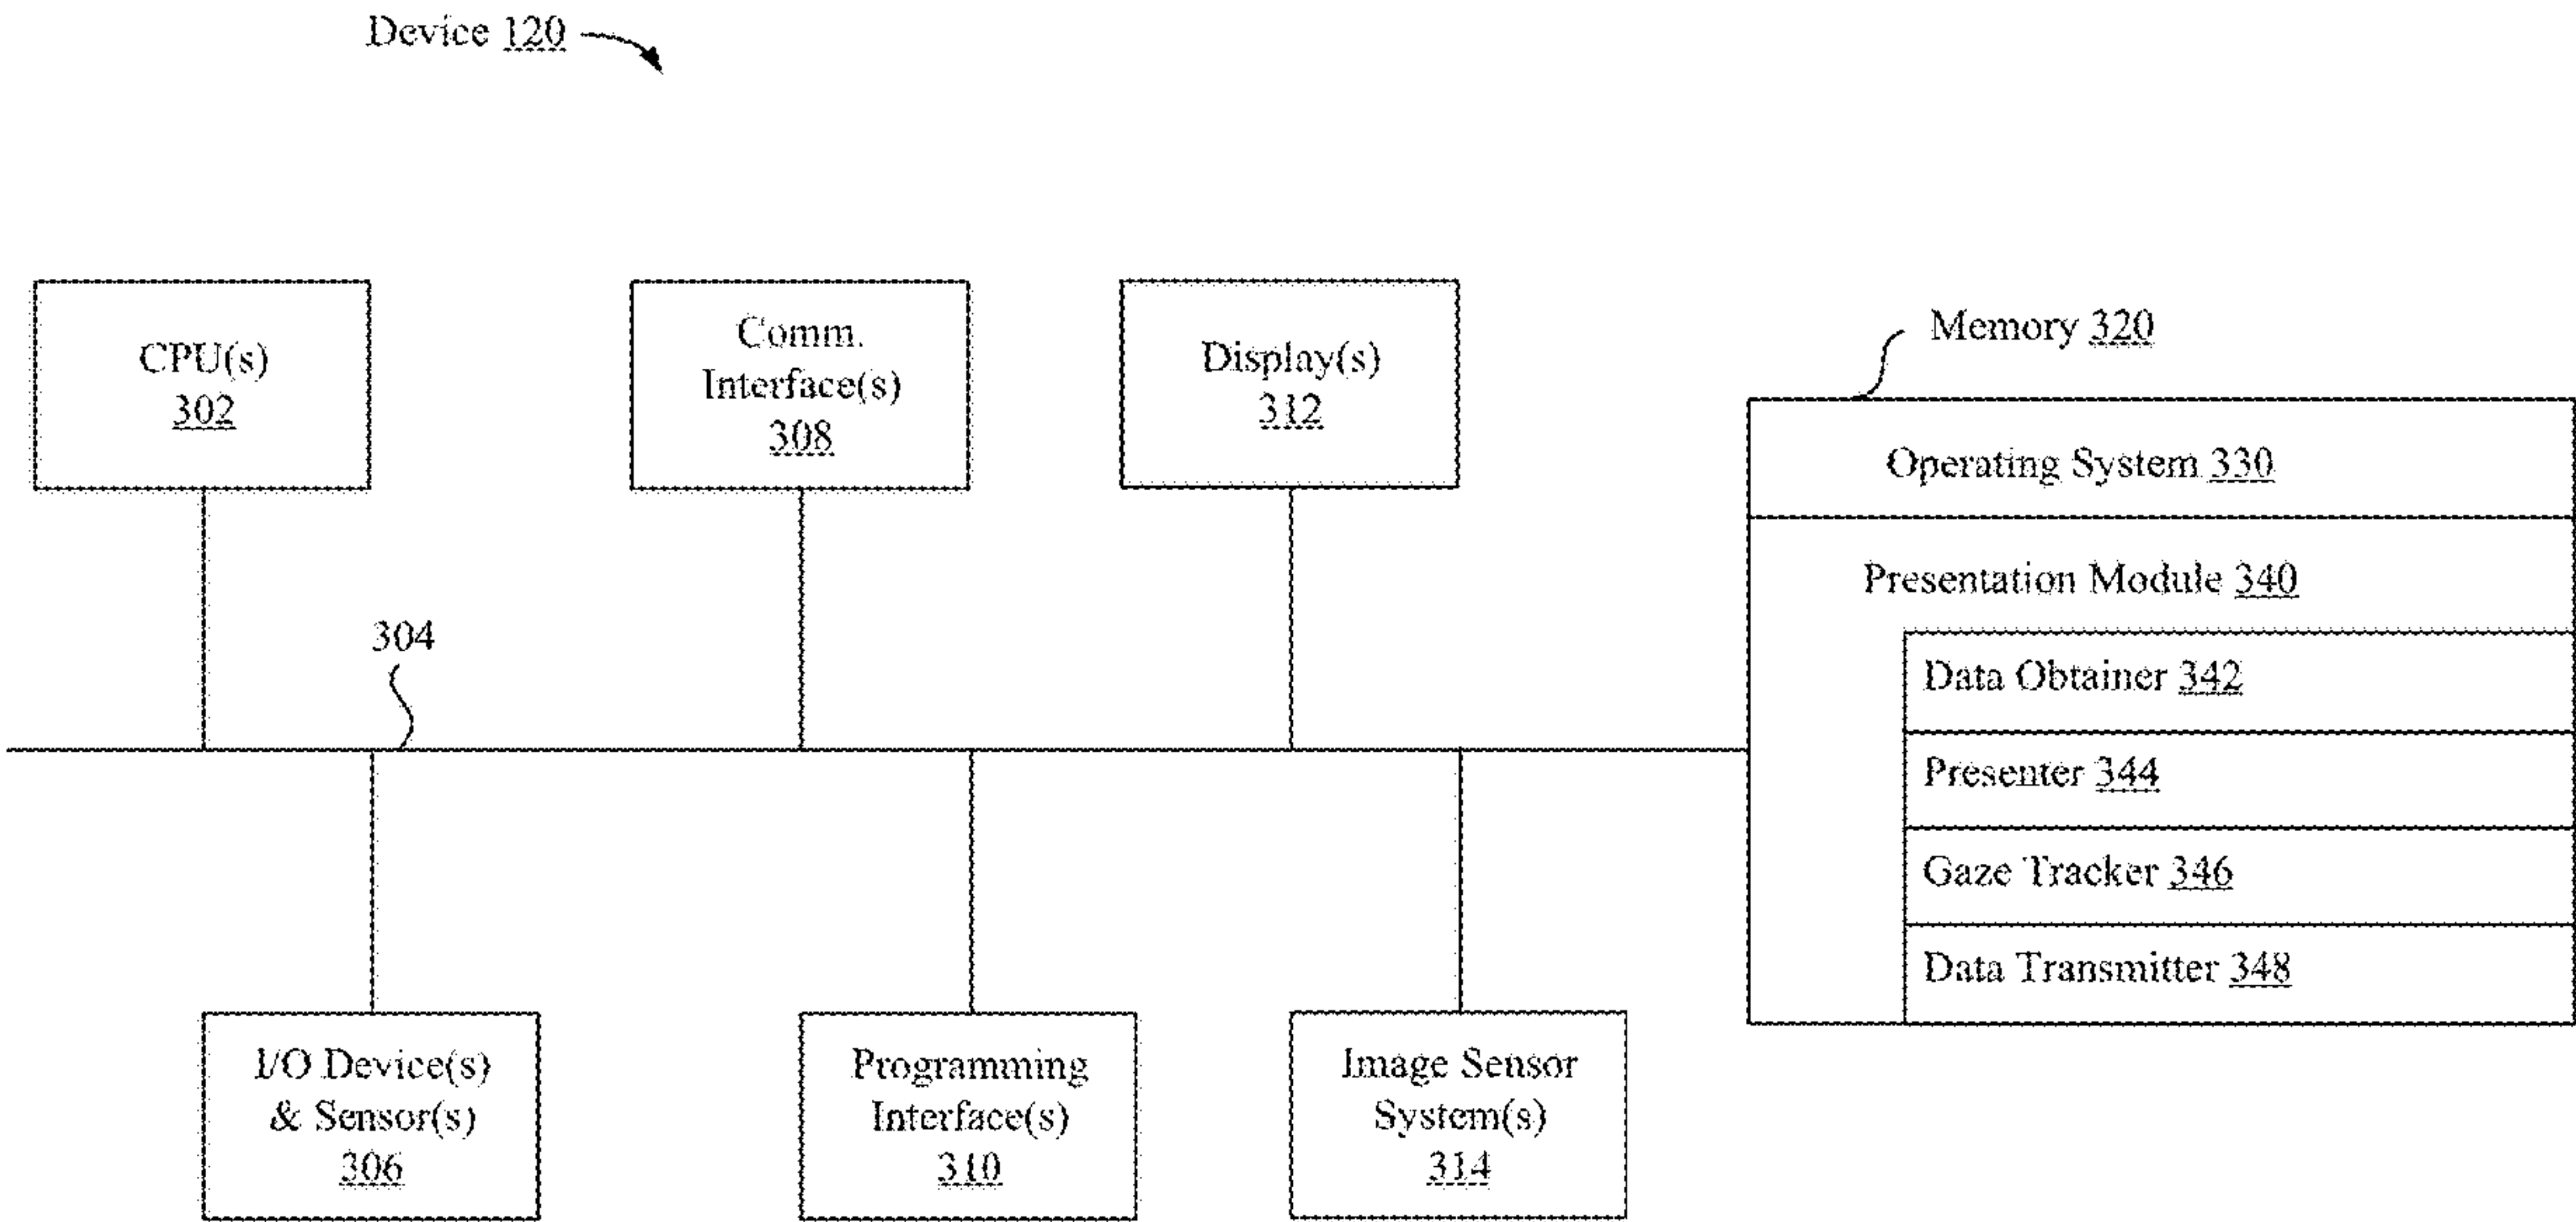 Device 120
CPU(s)
302
Comm.
Interface(s)
308
Display(s)
312
Memory 320
Operating System 330
Presentation Module 340
Data Obtainer 342
Presenter 344
Gaze Tracker 346
Data Transmitter 348
304
I/O Device(s)
& Sensor(s)
306
Programming
Interface(s)
310
Image Sensor
System(s)
314